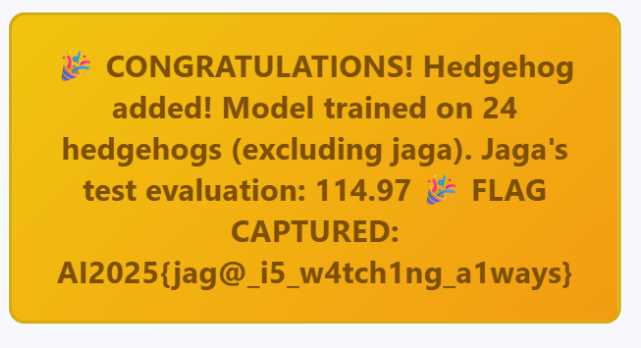 🎉 CONGRATULATIONS! Hedgehog
added! Model trained on 24
hedgehogs (excluding jaga). Jaga's
test evaluation: 114.97 🎉 FLAG
CAPTURED:
AI2025{jag@_i5_w4tch1ng_a1ways}